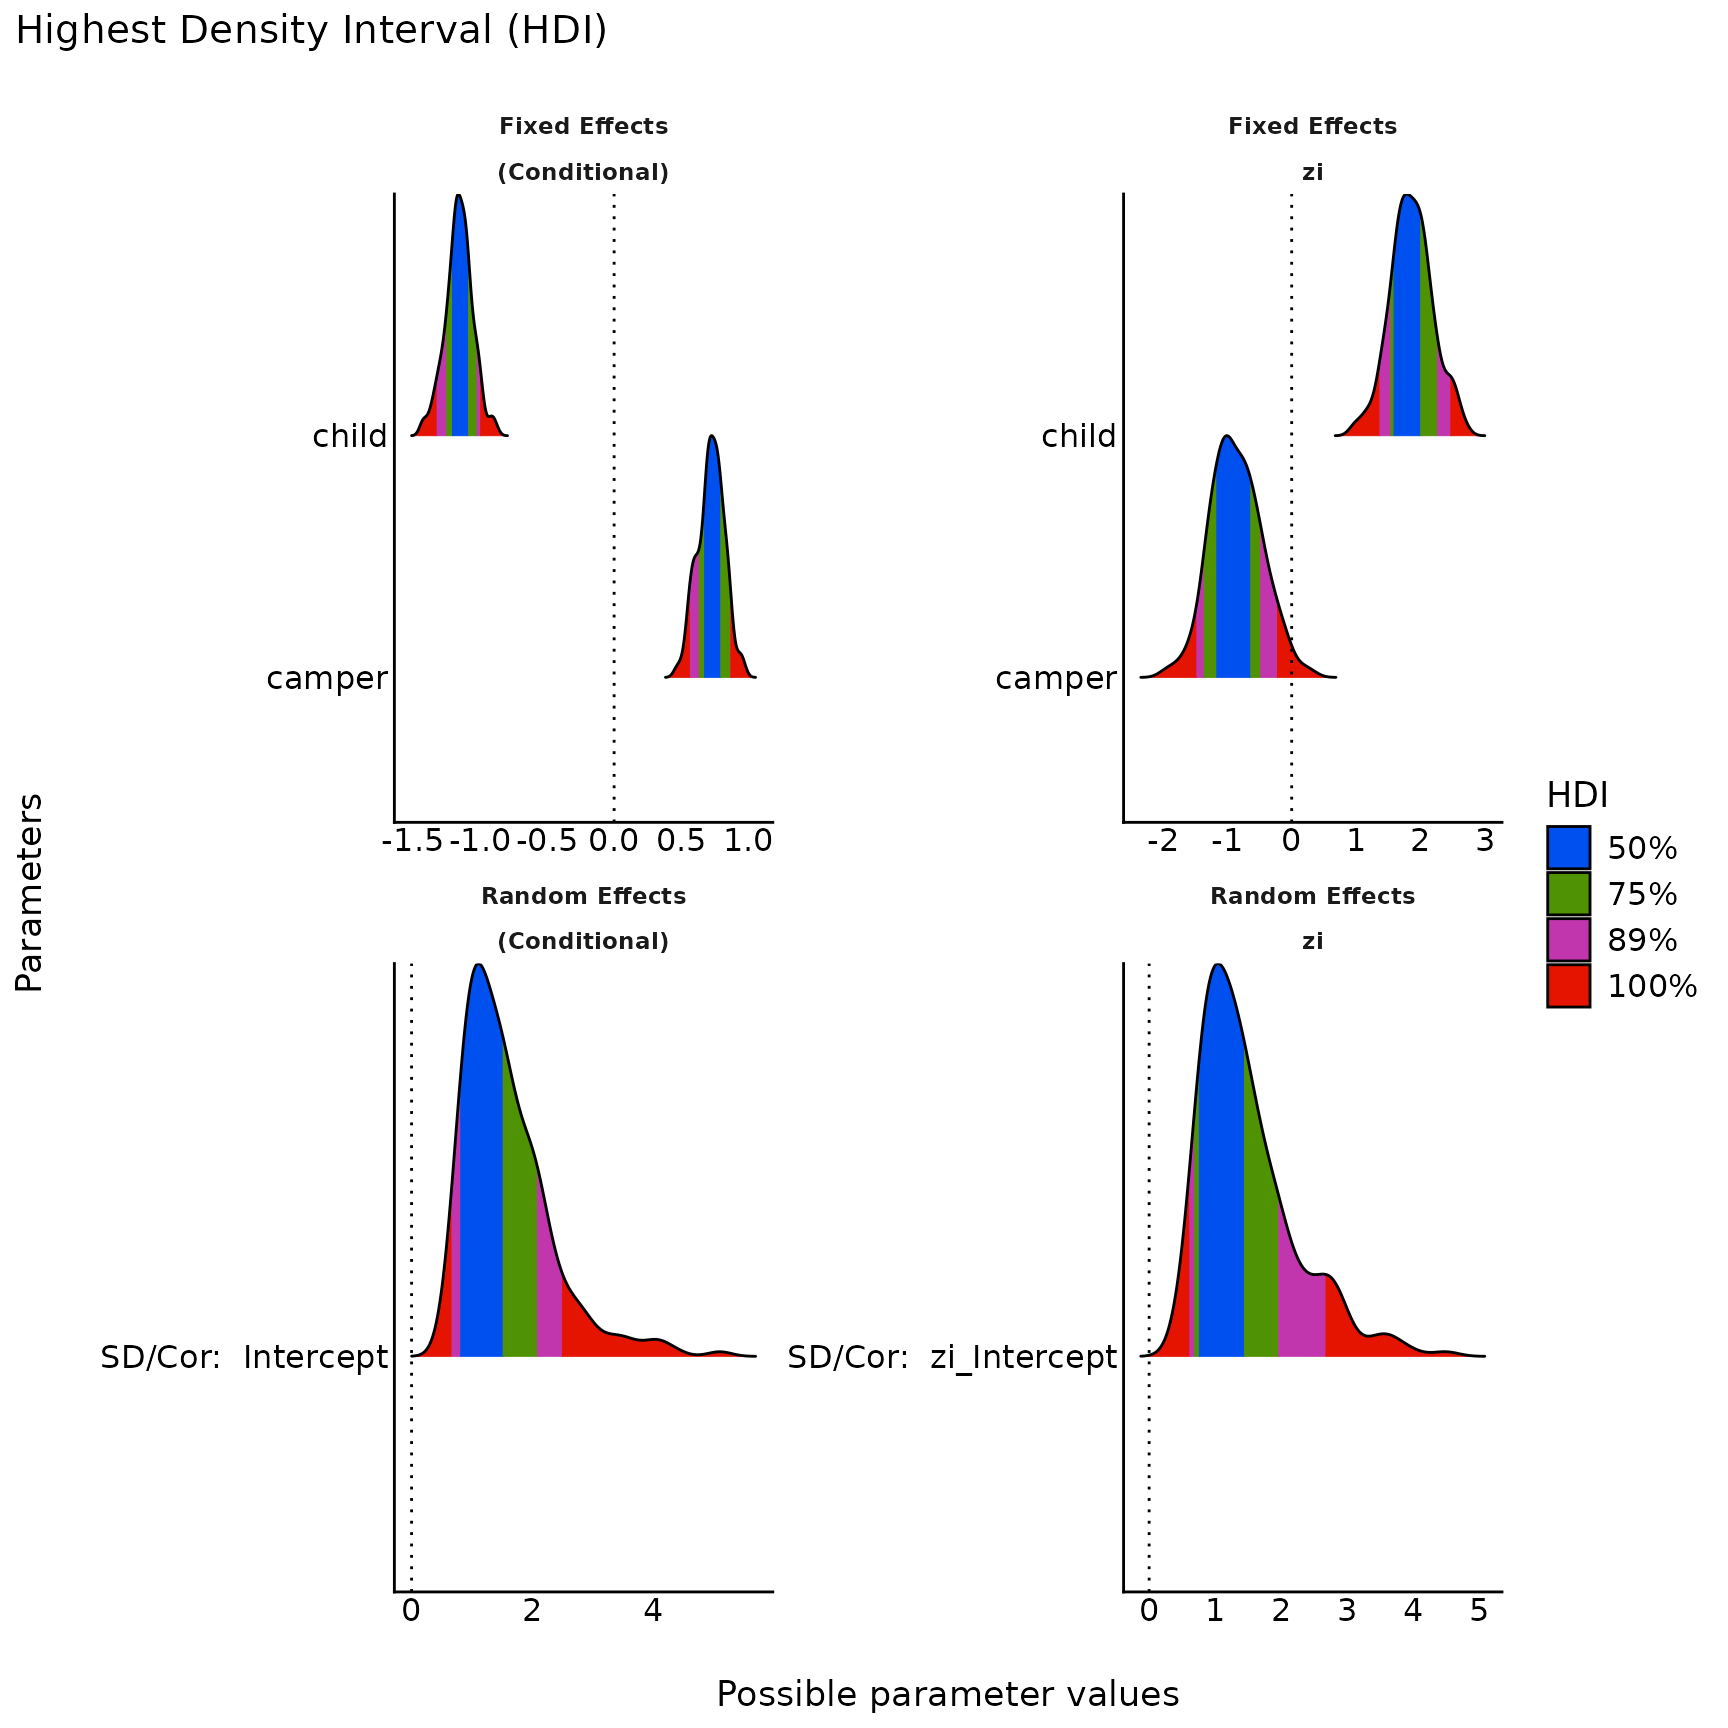 Highest Density Interval (HDI)
Fixed Effects
(Conditional)
child
camper
-1.5 -1.0 -0.5 0.0 0.5 1.0
Fixed Effects
zi
child
camper
-2 -1 0 1 2 3
Random Effects
(Conditional)
SD/Cor: Intercept
0 2 4
Random Effects
zi
SD/Cor: zi_Intercept
0 1 2 3 4 5
Parameters
Possible parameter values
HDI
50%
75%
89%
100%